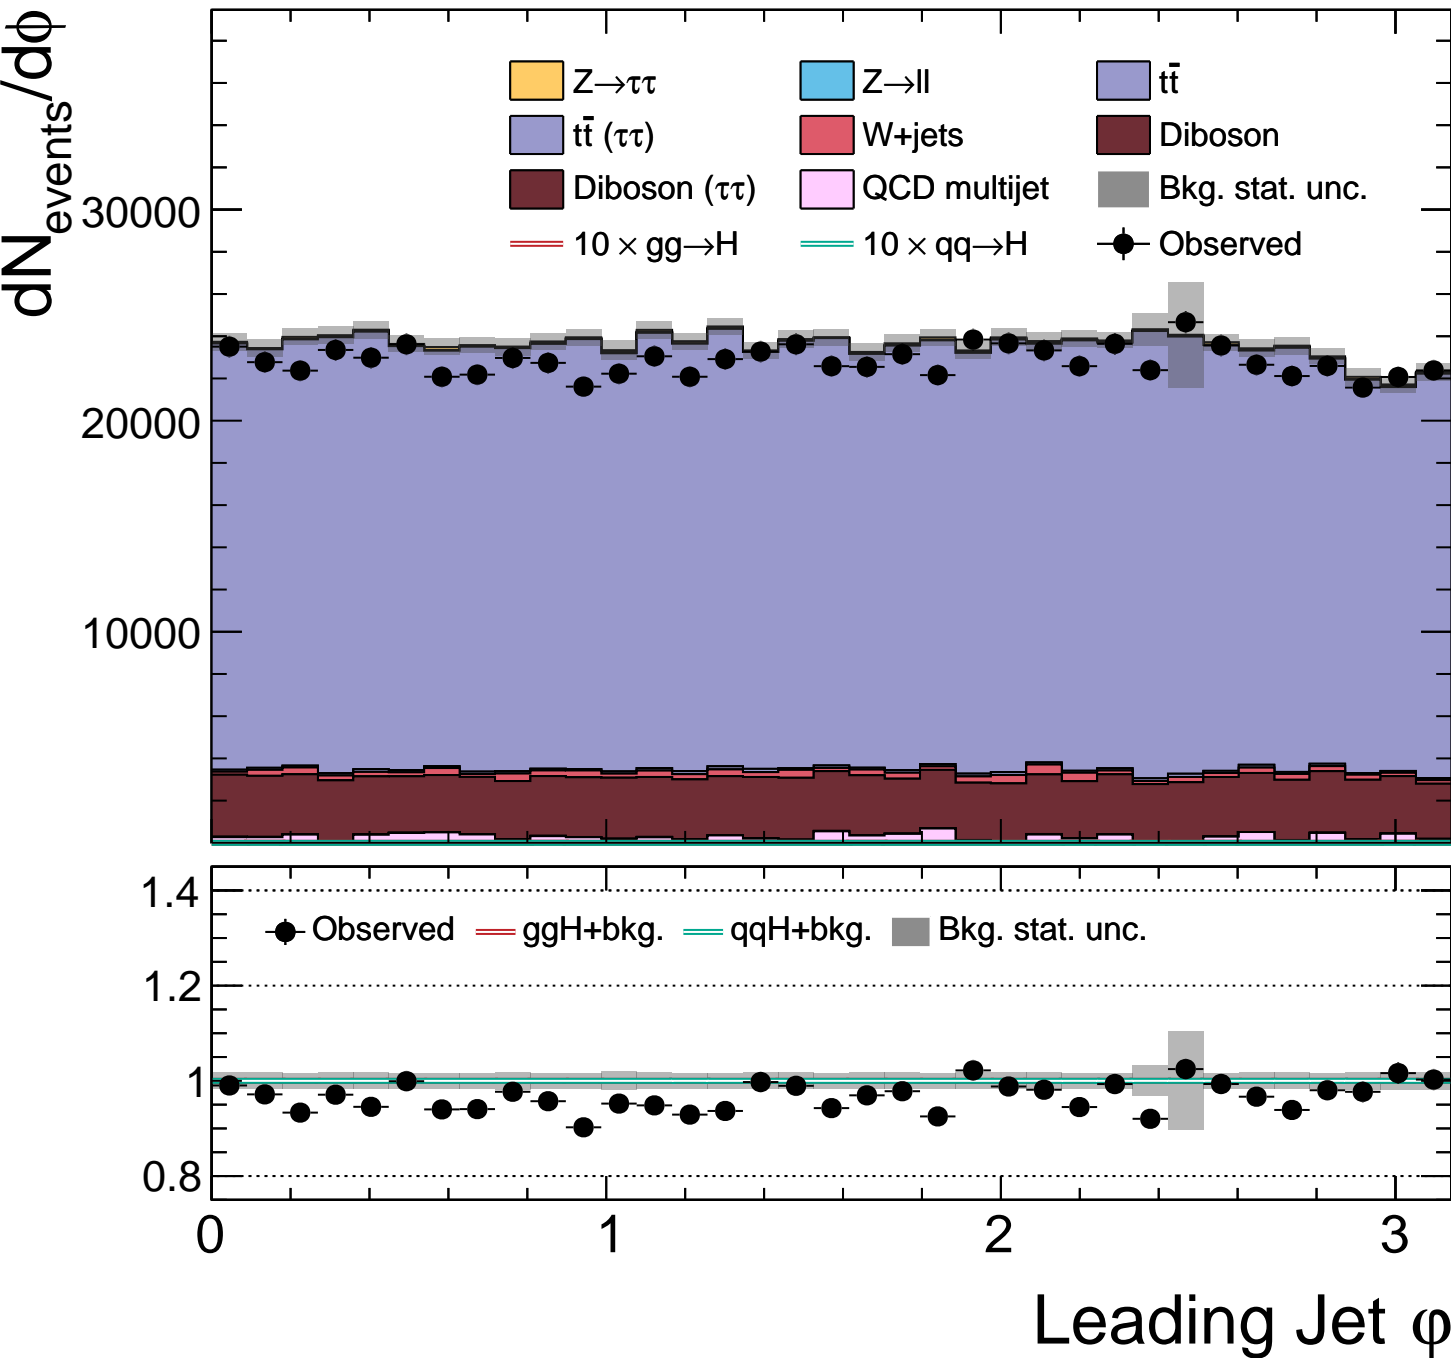 dN_events/dϕ
Z→ττ Z→ll tt̄
tt̄ (ττ) W+jets Diboson
Diboson (ττ) QCD multijet Bkg. stat. unc.
10 × gg→H 10 × qq→H Observed
30000
20000
10000
1.4
Observed ggH+bkg. qqH+bkg. Bkg. stat. unc.
1.2
1
0.8
0 1 2 3
Leading Jet φ